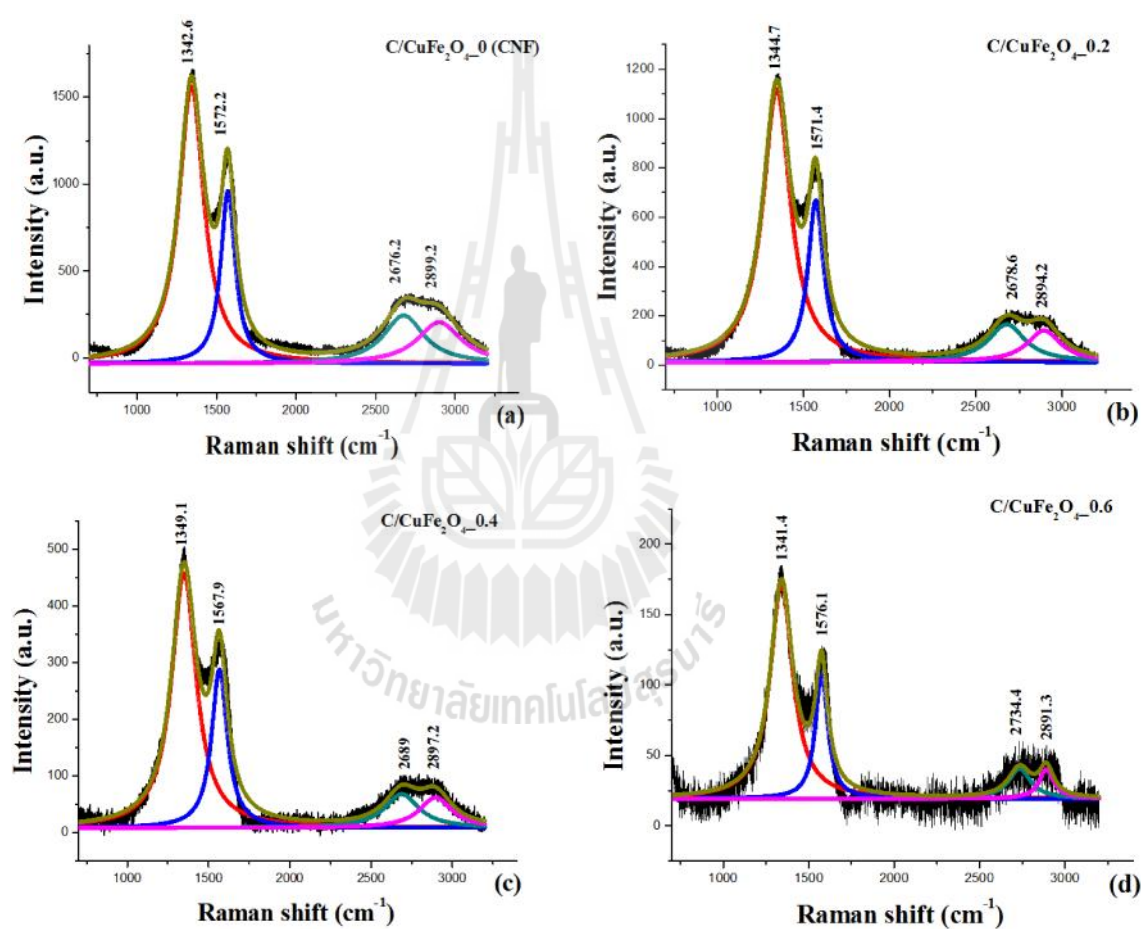 C/CuFe₂O₄_0 (CNF)
1342.6
1572.2
2676.2
2899.2
Intensity (a.u.)
1500
1000
500
0
1000 1500 2000 2500 3000
(a)
Raman shift (cm⁻¹)
C/CuFe₂O₄_0.2
1344.7
1571.4
2678.6
2894.2
Intensity (a.u.)
1200
1000
800
600
400
200
0
1000 1500 2000 2500 3000
(b)
Raman shift (cm⁻¹)
C/CuFe₂O₄_0.4
1349.1
1567.9
2689
2897.2
Intensity (a.u.)
500
400
300
200
100
0
1000 1500 2000 2500 3000
(c)
Raman shift (cm⁻¹)
C/CuFe₂O₄_0.6
1341.4
1576.1
2734.4
2891.3
Intensity (a.u.)
200
150
100
50
0
1000 1500 2000 2500 3000
(d)
Raman shift (cm⁻¹)
มหาวิทยาลัยเทคโนโลยีสุรนารี